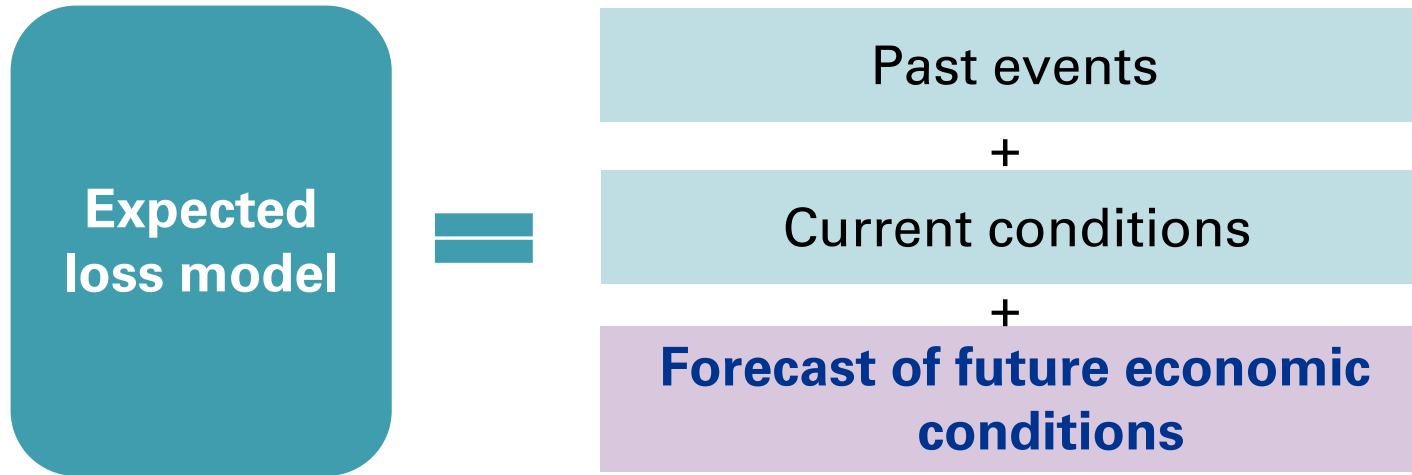 Expected
loss model
Past events
+
Current conditions
+
Forecast of future economic
conditions